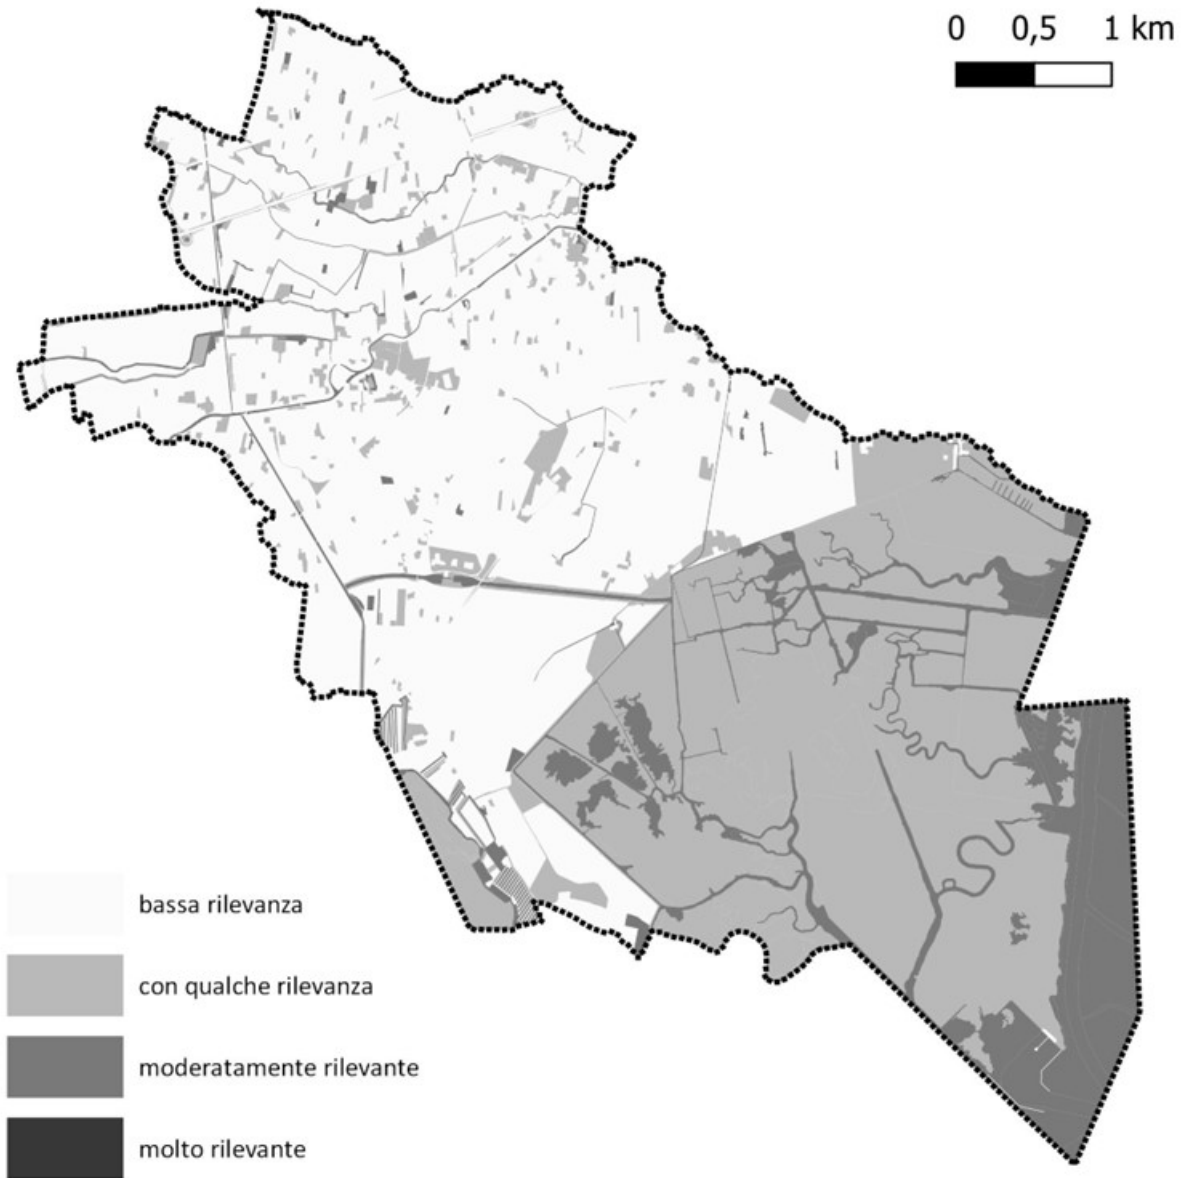 0 0,5 1 km
bassa rilevanza
con qualche rilevanza
moderatamente rilevante
molto rilevante